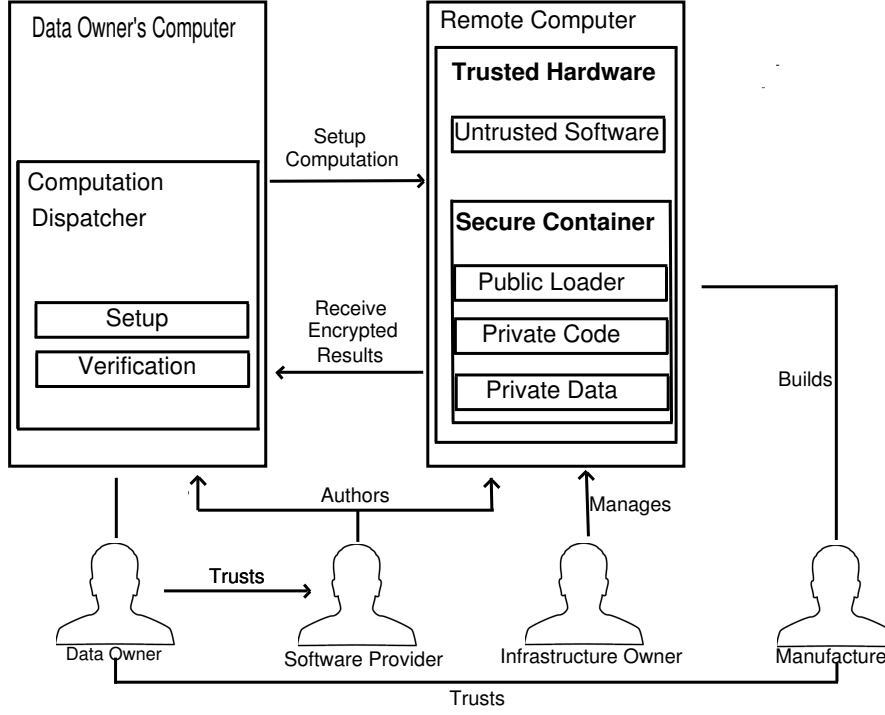 Data Owner's Computer
Remote Computer
Trusted Hardware
Untrusted Software
Setup
Computation
Computation
Dispatcher
Secure Container
Public Loader
Private Code
Private Data
Setup
Verification
Receive
Encrypted
Results
Builds
Authors
Manages
Trusts
Data Owner
Software Provider
Infrastructure Owner
Manufacture
Trusts